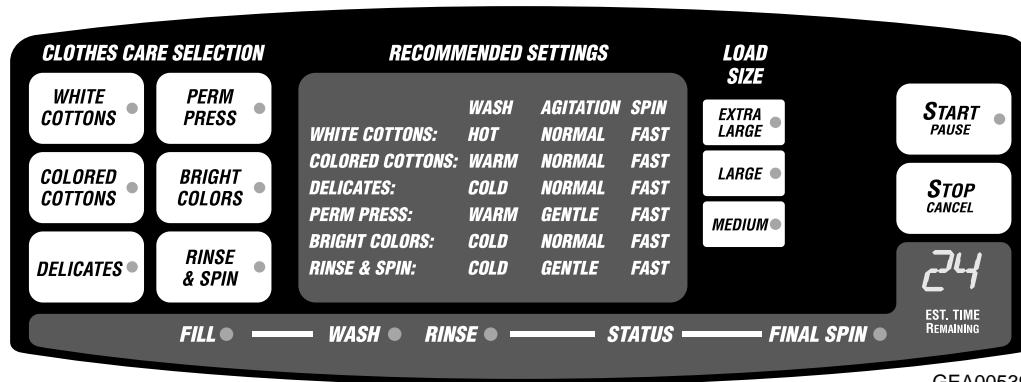 CLOTHES CARE SELECTION
WHITE
COTTONS
PERM
PRESS
COLORED
COTTONS
BRIGHT
COLORS
DELICATES
RINSE
& SPIN
RECOMMENDED SETTINGS
WASH AGITATION SPIN
WHITE COTTONS: HOT NORMAL FAST
COLORED COTTONS: WARM NORMAL FAST
DELICATES: COLD NORMAL FAST
PERM PRESS: WARM GENTLE FAST
BRIGHT COLORS: COLD NORMAL FAST
RINSE & SPIN: COLD GENTLE FAST
LOAD
SIZE
EXTRA
LARGE
LARGE
MEDIUM
START
PAUSE
STOP
CANCEL
24
EST. TIME
REMAINING
FILL WASH RINSE STATUS FINAL SPIN